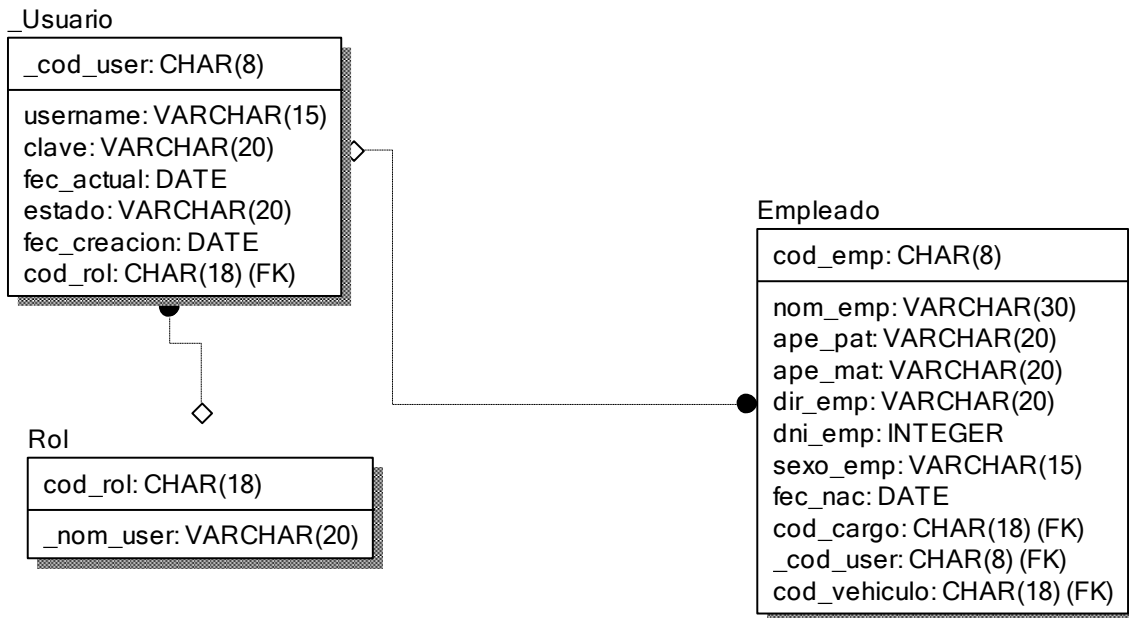 _Usuario
_cod_user: CHAR(8)
username: VARCHAR(15)
clave: VARCHAR(20)
fec_actual: DATE
estado: VARCHAR(20)
fec_creacion: DATE
cod_rol: CHAR(18) (FK)
Rol
cod_rol: CHAR(18)
_nom_user: VARCHAR(20)
Empleado
cod_emp: CHAR(8)
nom_emp: VARCHAR(30)
ape_pat: VARCHAR(20)
ape_mat: VARCHAR(20)
dir_emp: VARCHAR(20)
dni_emp: INTEGER
sexo_emp: VARCHAR(15)
fec_nac: DATE
cod_cargo: CHAR(18) (FK)
_cod_user: CHAR(8) (FK)
cod_vehiculo: CHAR(18) (FK)